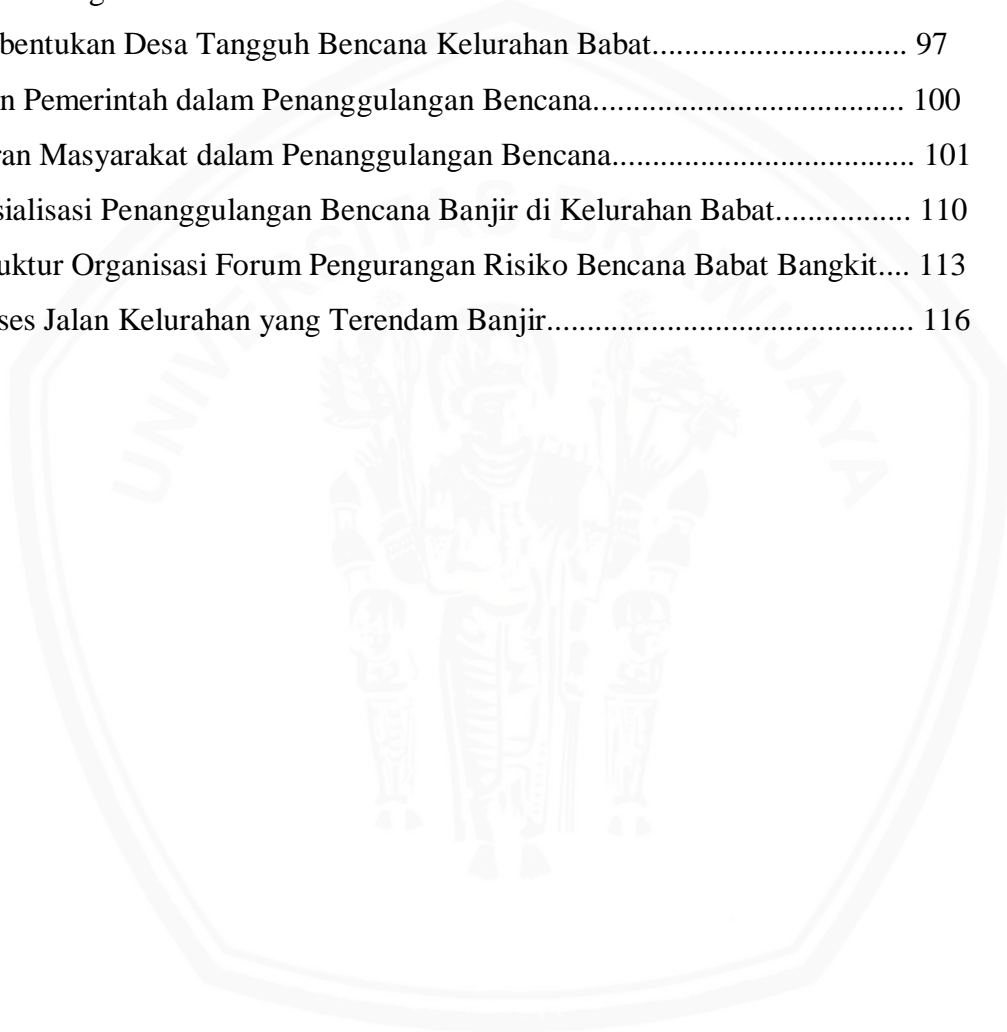 g
bentukan Desa Tangguh Bencana Kelurahan Babat................................ 97
n Pemerintah dalam Penanggulangan Bencana....................................... 100
ran Masyarakat dalam Penanggulangan Bencana...................................... 101
sialisasi Penanggulangan Bencana Banjir di Kelurahan Babat................. 110
uktur Organisasi Forum Pengurangan Risiko Bencana Babat Bangkit.... 113
ses Jalan Kelurahan yang Terendam Banjir.............................................. 116
UNIVERSITAS BRAWIJAYA